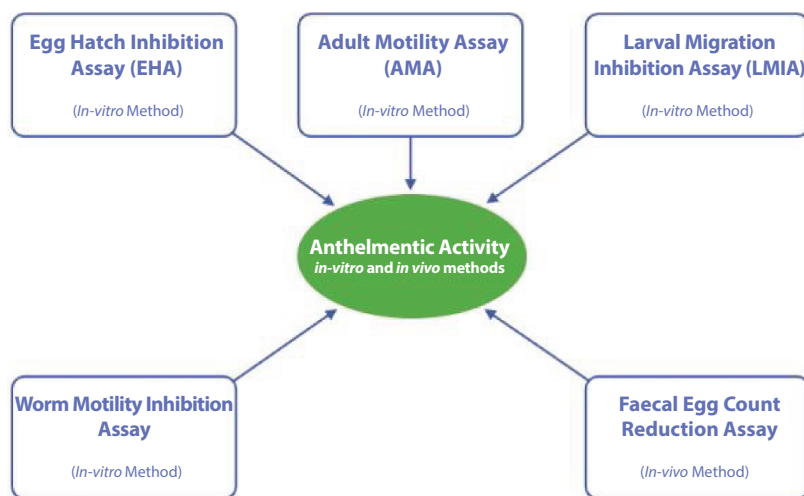 Egg Hatch Inhibition
Assay (EHA)
(In-vitro Method)
Adult Motility Assay
(AMA)
(In-vitro Method)
Larval Migration
Inhibition Assay (LMIA)
(In-vitro Method)
Anthelmentic Activity
in-vitro and in vivo methods
Worm Motility Inhibition
Assay
(In-vitro Method)
Faecal Egg Count
Reduction Assay
(In-vivo Method)